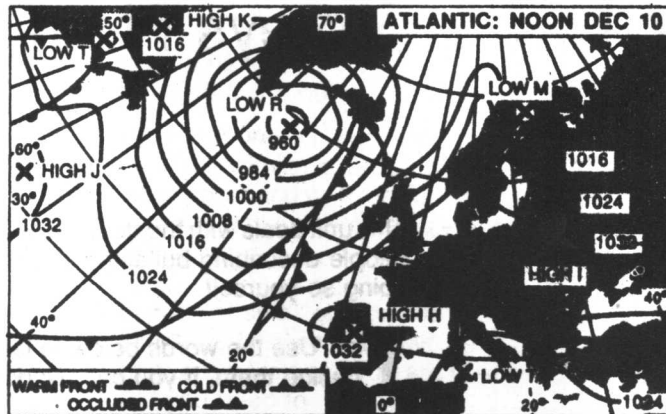 ATLANTIC: NOON DEC 10
50°
HIGH K
70°
1016
LOW T
LOW R
LOW M
960
60°
HIGH J
984
1016
1000
30°
1032
1008
1024
1016
1032
1024
HIGH I
40°
HIGH H
40°
20°
1032
LOW
WARM FRONT
COLD FRONT
OCCLUDED FRONT
0°
20°
1024